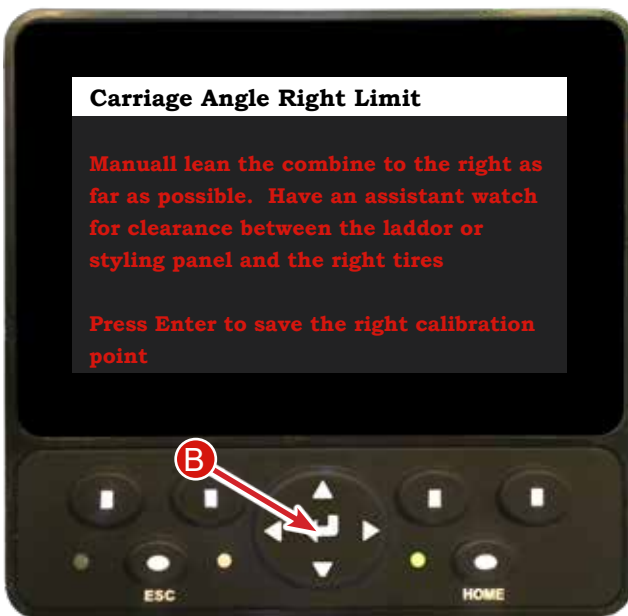 Carriage Angle Right Limit
Manuall lean the combine to the right as
far as possible. Have an assistant watch
for clearance between the laddor or
styling panel and the right tires
Press Enter to save the right calibration
point
B
ESC
HOME